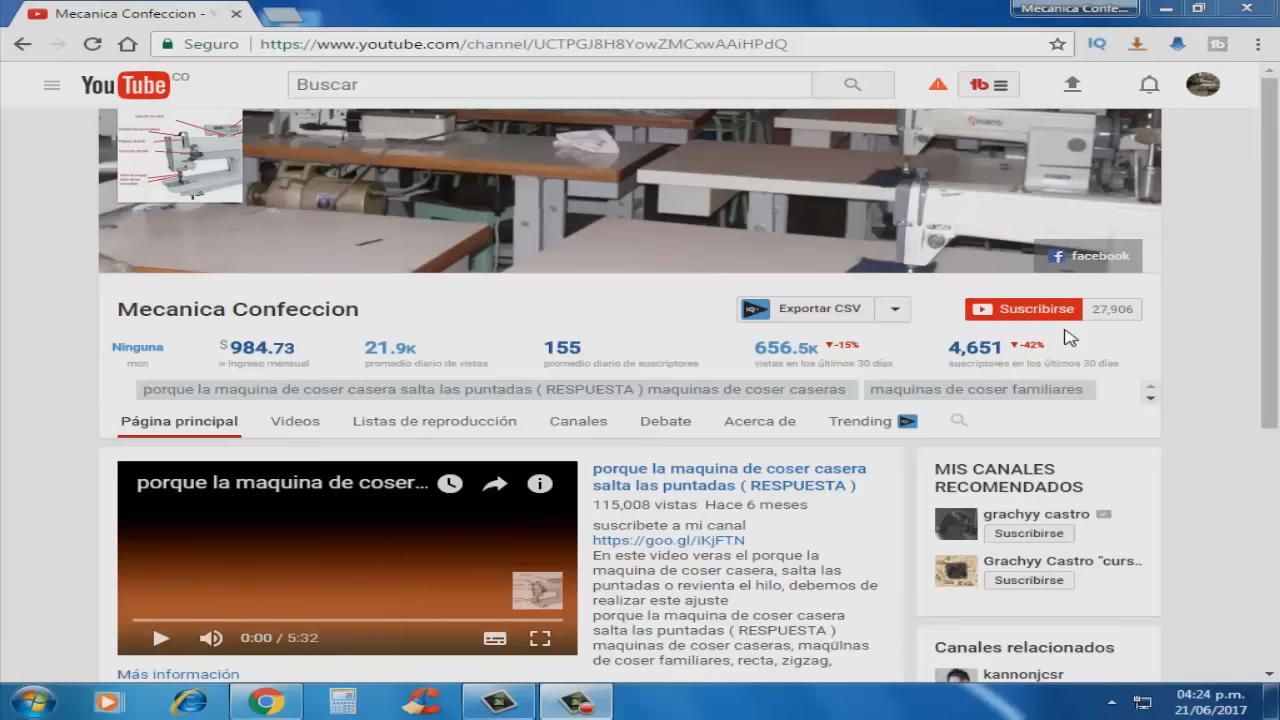 Mecanica Confeccion - Y
Mecanica Confe...
Seguro
https://www.youtube.com/channel/UCTPGJ8H8YowZMCxwAAiHPdQ
IQ
You Tube CO
Buscar
facebook
Mecanica Confeccion
Exportar CSV
Suscribirse 27,906
Ninguna
mcn
$984.73
≈ ingreso mensual
21.9K
promedio diario de vistas
155
promedio diario de suscriptores
656.5K -15%
vistas en los últimos 30 días
4,651 -42%
suscriptores en los últimos 30 días
porque la maquina de coser casera salta las puntadas ( RESPUESTA ) maquinas de coser caseras
maquinas de coser familiares
Página principal
Videos
Listas de reproducción
Canales
Debate
Acerca de
Trending
porque la maquina de coser...
0:00 / 5:32
Más información
porque la maquina de coser casera
salta las puntadas ( RESPUESTA )
115,008 vistas Hace 6 meses
suscribete a mi canal
https://goo.gl/iKjFTN
En este video veras el porque la
maquina de coser casera, salta las
puntadas o revienta el hilo, debemos de
realizar este ajuste
porque la maquina de coser casera
salta las puntadas ( RESPUESTA )
maquinas de coser caseras, maquinas
de coser familiares, recta, zigzag,
MIS CANALES
RECOMENDADOS
grachyy castro
Suscribirse
Grachyy Castro "curs..
Suscribirse
Canales relacionados
kannonjcsr
04:24 p.m.
21/06/2017